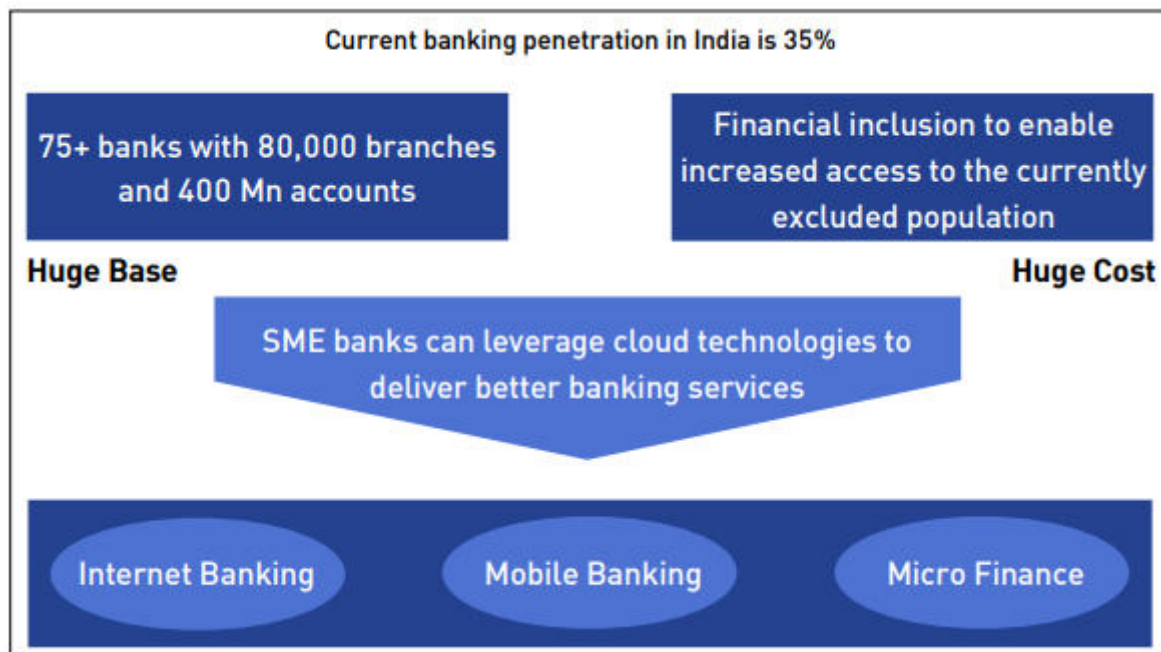 Current banking penetration in India is 35%
75+ banks with 80,000 branches
and 400 Mn accounts
Financial inclusion to enable
increased access to the currently
excluded population
Huge Base
Huge Cost
SME banks can leverage cloud technologies to
deliver better banking services
Internet Banking
Mobile Banking
Micro Finance